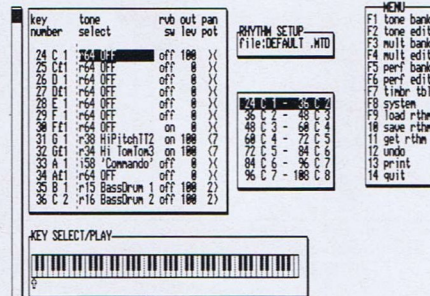 key tone rvb out pan
number select sw lev pot
24 C 1 r64 OFF off 100 )(
25 C#1 r64 OFF off 0 )(
26 D 1 r64 OFF off 0 )(
27 D#1 r64 OFF off 0 )(
28 E 1 r64 OFF off 0 )(
29 F 1 r64 OFF off 0 )(
30 F#1 r64 OFF on 0 )(
31 G 1 r38 HiPitchTT2 on 100 <7
32 G#1 r34 Hi TomTom3 on 100 <7
33 A 1 i58 'Commando' off 0 )(
34 A#1 r64 OFF off 0 )(
35 B 1 r15 BassDrum 1 off 100 2>
36 C 2 r16 BassDrum 2 off 100 2>
RHYTHM SETUP
file:DEFAULT .MTD
24 C 1 - 36 C 2
36 C 2 - 48 C 3
48 C 3 - 60 C 4
60 C 4 - 72 C 5
72 C 5 - 84 C 6
84 C 6 - 96 C 7
96 C 7 - 108 C 8
MENU
F1 tone bank
F2 tone edit
F3 mult bank
F4 mult edit
F5 perf bank
F6 perf edit
F7 timbr tbl
F8 system
F9 load rthm
10 save rthm
11 get rthm
12 undo
13 print
14 quit
KEY SELECT/PLAY